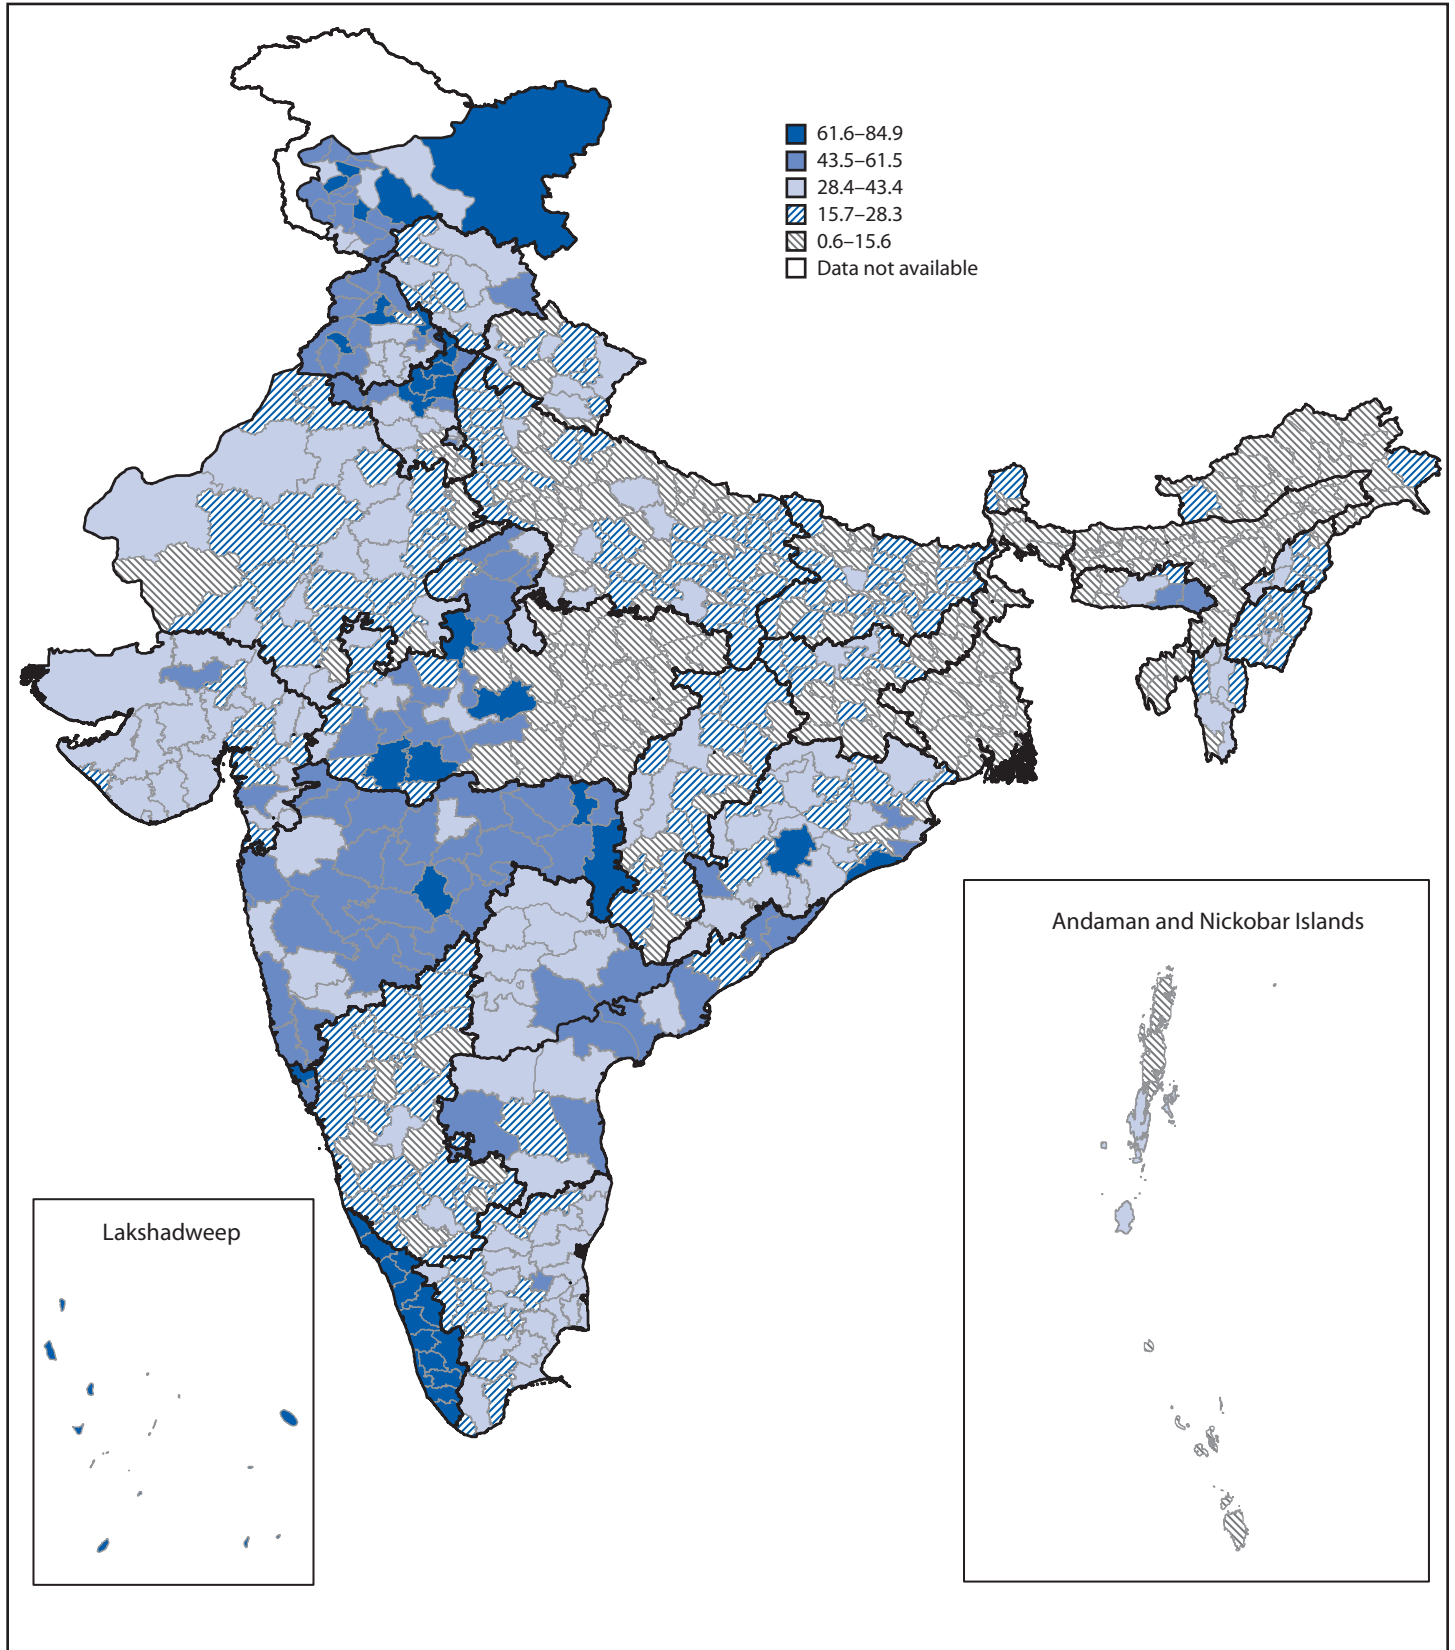 61.6–84.9
43.5–61.5
28.4–43.4
15.7–28.3
0.6–15.6
Data not available
Andaman and Nickobar Islands
Lakshadweep